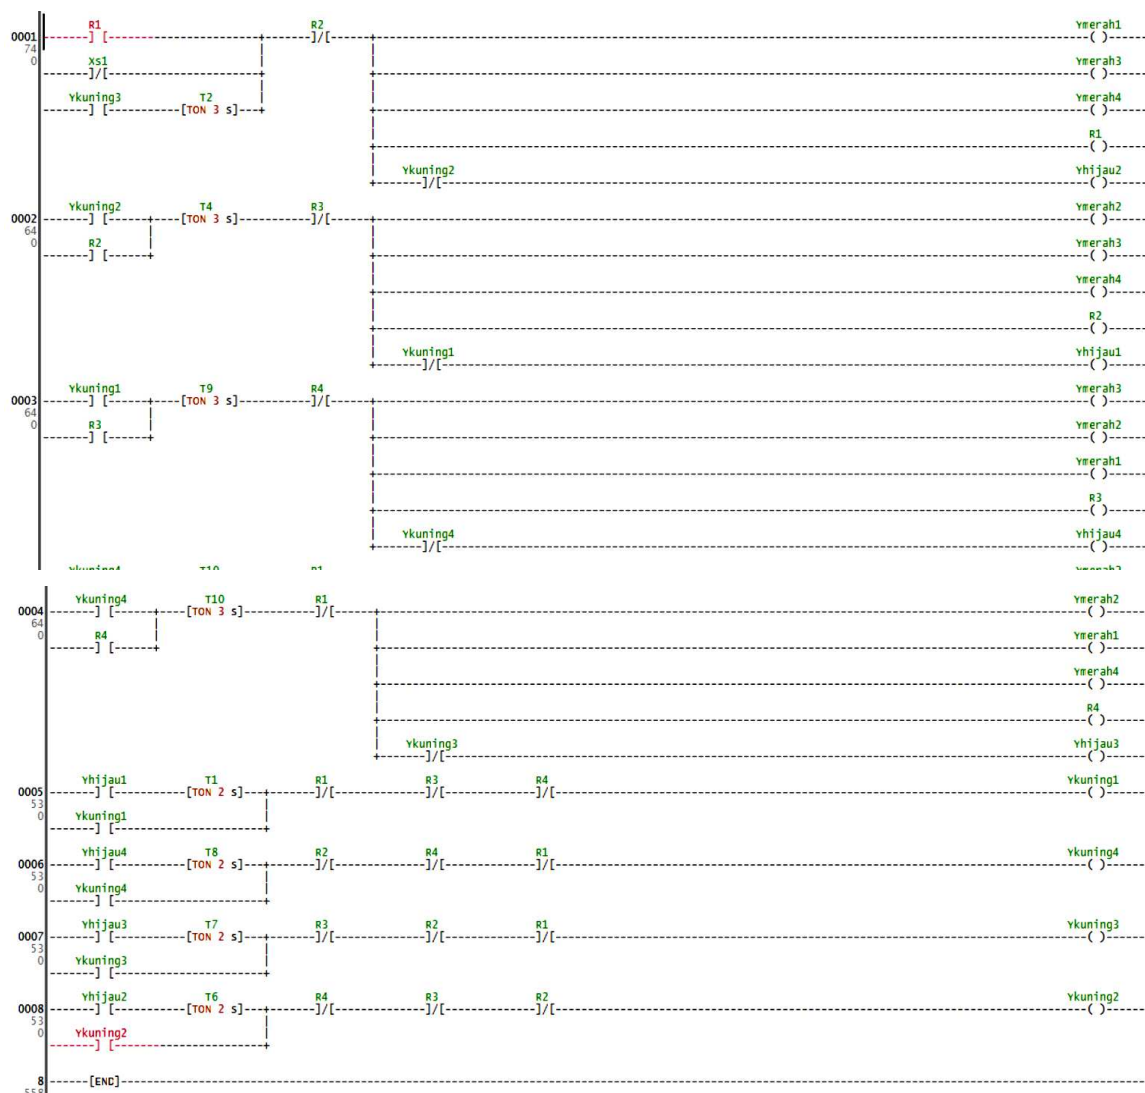 R1 R2 Ymerah1
0001 ] [ ]/[ ( )
74
0 Xs1 Ymerah3
]/[ ( )
Ykuning3 T2 Ymerah4
] [ [TON 3 s] ( )
R1
( )
Ykuning2 Yhijau2
]/[ ( )
Ykuning2 T4 R3 Ymerah2
0002 ] [ [TON 3 s] ]/[ ( )
64
0 R2 Ymerah3
] [ ( )
Ymerah4
( )
R2
( )
Ykuning1 Yhijau1
]/[ ( )
Ykuning1 T9 R4 Ymerah3
0003 ] [ [TON 3 s] ]/[ ( )
64
0 R3 Ymerah2
] [ ( )
Ymerah1
( )
R3
( )
Ykuning4 Yhijau4
]/[ ( )
Ykuning4 T10 R1 Ymerah2
0004 ] [ [TON 3 s] ]/[ ( )
64
0 R4 Ymerah1
] [ ( )
Ymerah4
( )
R4
( )
Ykuning3 Yhijau3
]/[ ( )
Yhijau1 T1 R1 R3 R4 Ykuning1
0005 ] [ [TON 2 s] ]/[ ]/[ ]/[ ( )
53
0 Ykuning1
] [
Yhijau4 T8 R2 R4 R1 Ykuning4
0006 ] [ [TON 2 s] ]/[ ]/[ ]/[ ( )
53
0 Ykuning4
] [
Yhijau3 T7 R3 R2 R1 Ykuning3
0007 ] [ [TON 2 s] ]/[ ]/[ ]/[ ( )
53
0 Ykuning3
] [
Yhijau2 T6 R4 R3 R2 Ykuning2
0008 ] [ [TON 2 s] ]/[ ]/[ ]/[ ( )
53
0 Ykuning2
] [
8 [END]